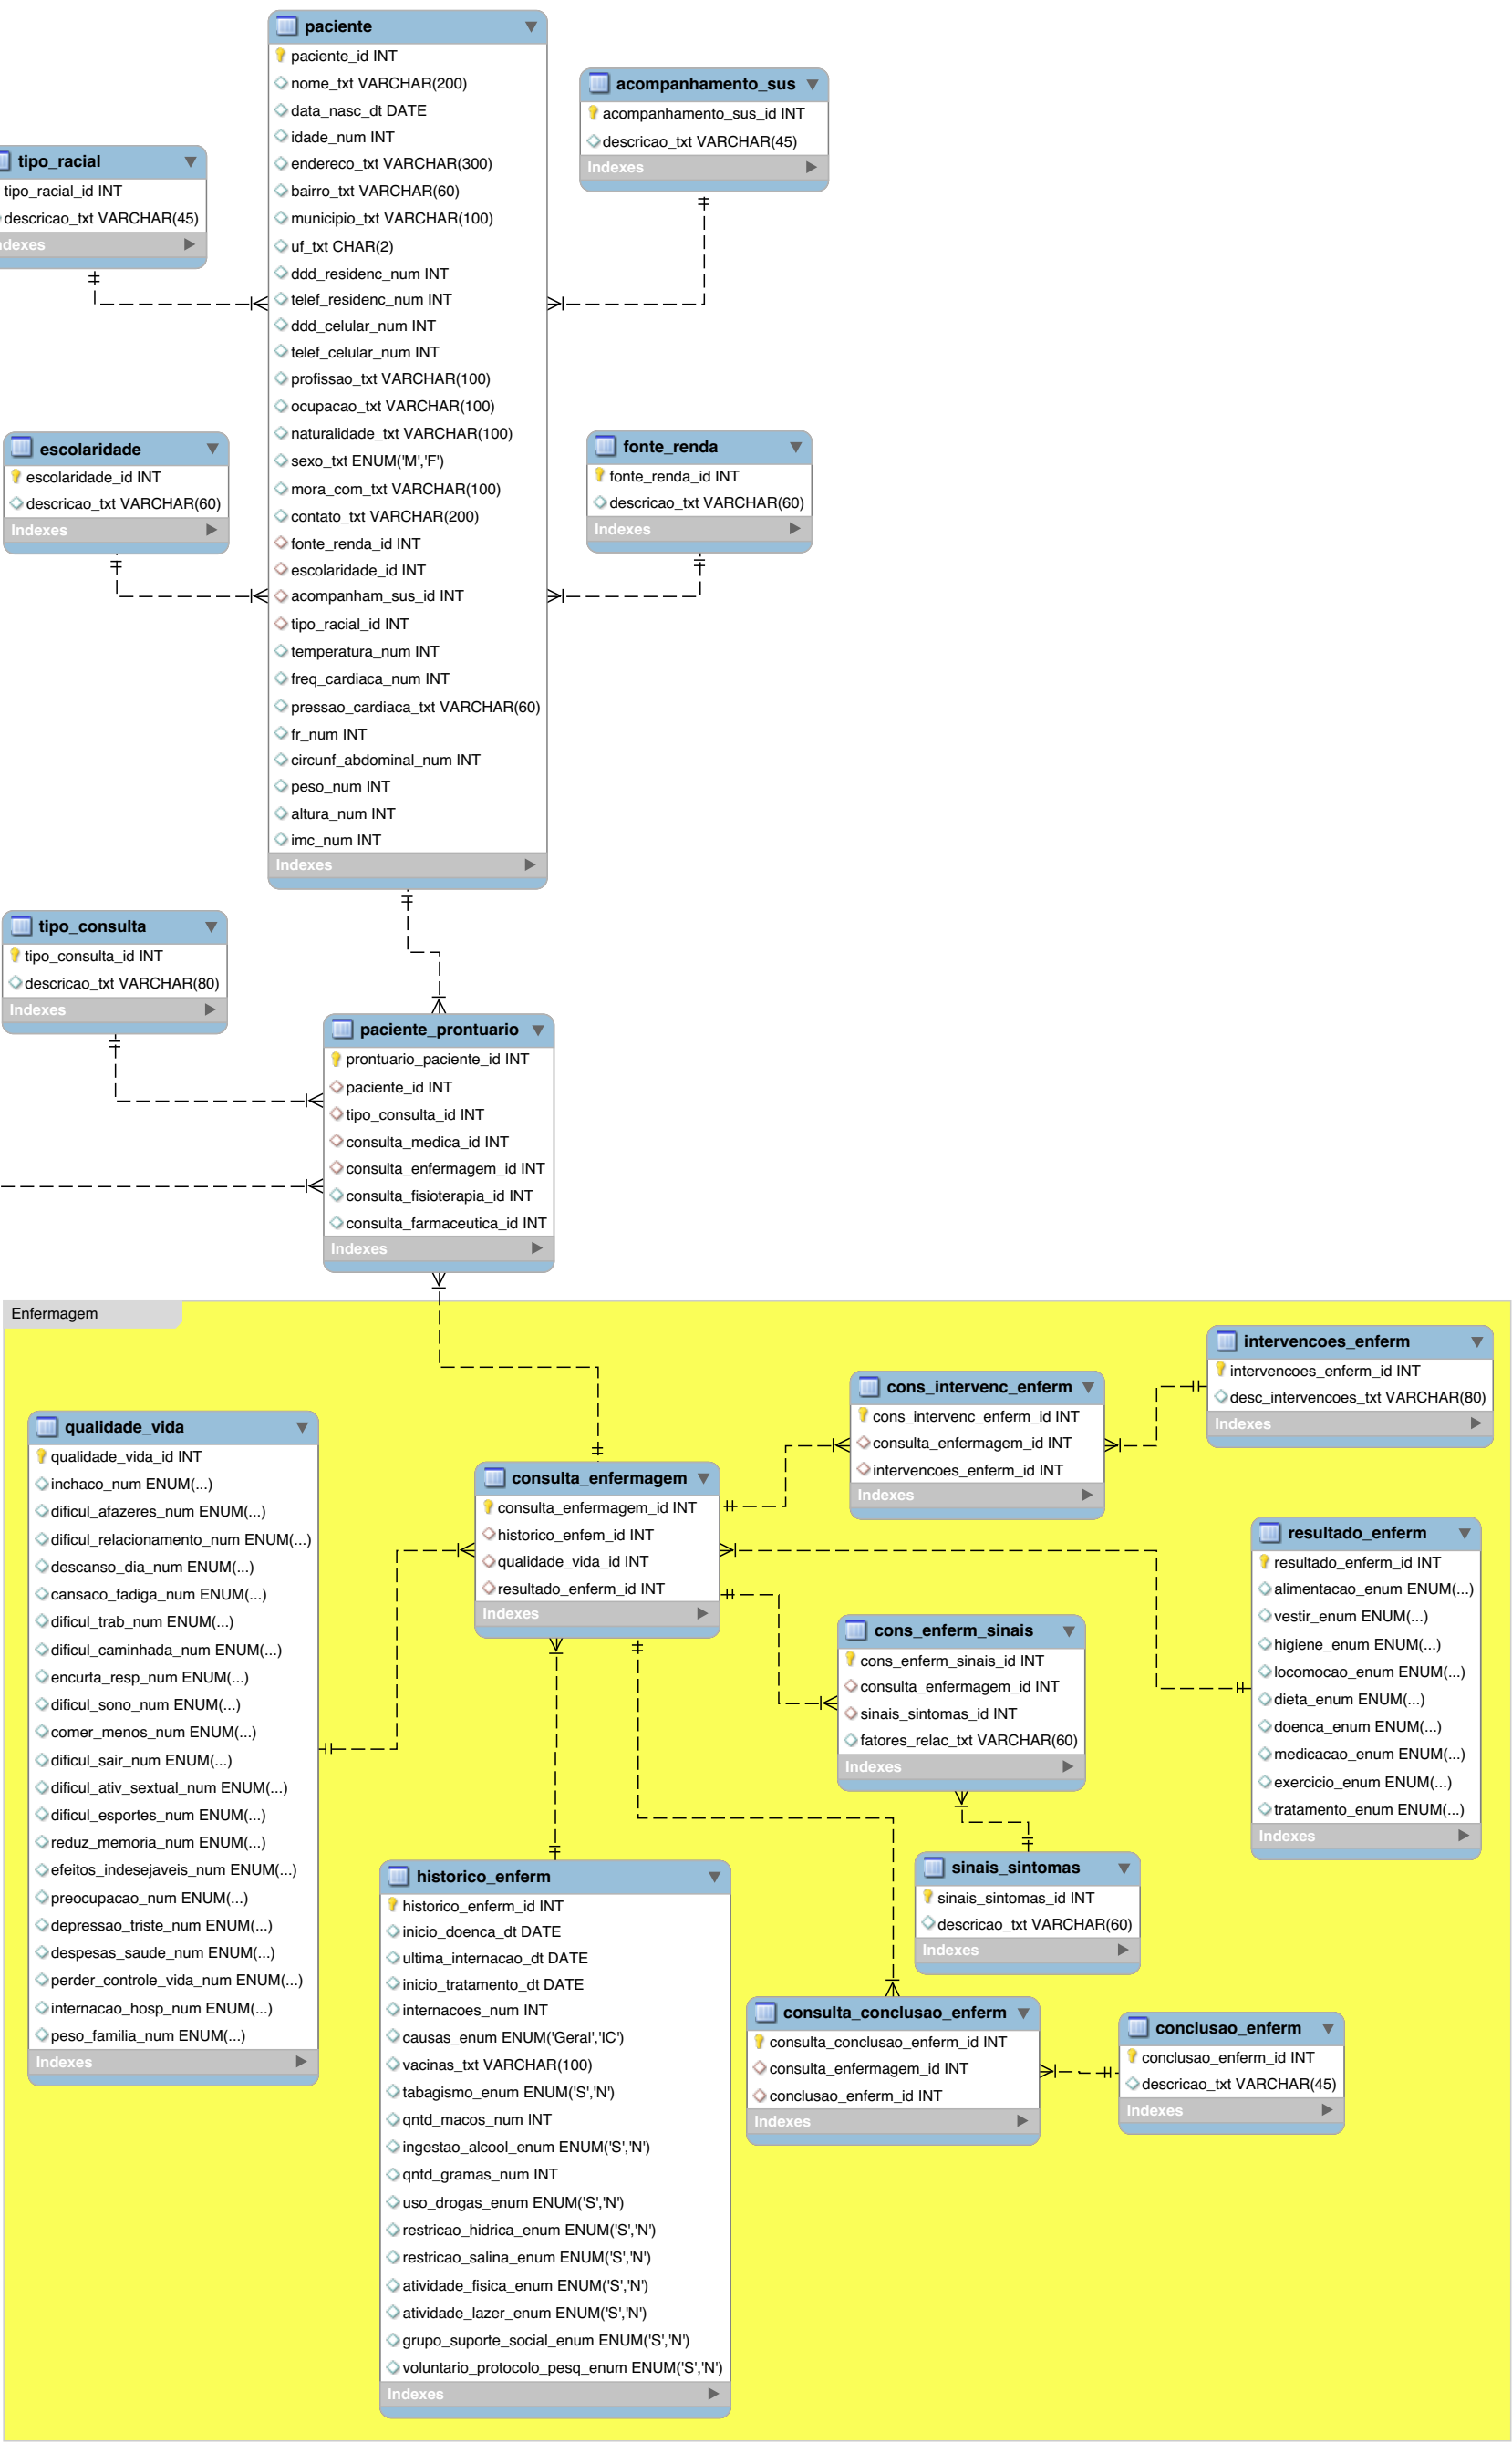 paciente
paciente_id INT
nome_txt VARCHAR(200)
data_nasc_dt DATE
idade_num INT
endereco_txt VARCHAR(300)
bairro_txt VARCHAR(60)
municipio_txt VARCHAR(100)
uf_txt CHAR(2)
ddd_residenc_num INT
telef_residenc_num INT
ddd_celular_num INT
telef_celular_num INT
profissao_txt VARCHAR(100)
ocupacao_txt VARCHAR(100)
naturalidade_txt VARCHAR(100)
sexo_txt ENUM('M','F')
mora_com_txt VARCHAR(100)
contato_txt VARCHAR(200)
fonte_renda_id INT
escolaridade_id INT
acompanham_sus_id INT
tipo_racial_id INT
temperatura_num INT
freq_cardiaca_num INT
pressao_cardiaca_txt VARCHAR(60)
fr_num INT
circunf_abdominal_num INT
peso_num INT
altura_num INT
imc_num INT
Indexes
acompanhamento_sus
acompanhamento_sus_id INT
descricao_txt VARCHAR(45)
Indexes
tipo_racial
tipo_racial_id INT
descricao_txt VARCHAR(45)
ndexes
escolaridade
escolaridade_id INT
descricao_txt VARCHAR(60)
Indexes
fonte_renda
fonte_renda_id INT
descricao_txt VARCHAR(60)
Indexes
tipo_consulta
tipo_consulta_id INT
descricao_txt VARCHAR(80)
Indexes
paciente_prontuario
prontuario_paciente_id INT
paciente_id INT
tipo_consulta_id INT
consulta_medica_id INT
consulta_enfermagem_id INT
consulta_fisioterapia_id INT
consulta_farmaceutica_id INT
Indexes
Enfermagem
intervencoes_enferm
intervencoes_enferm_id INT
desc_intervencoes_txt VARCHAR(80)
Indexes
cons_intervenc_enferm
cons_intervenc_enferm_id INT
consulta_enfermagem_id INT
intervencoes_enferm_id INT
Indexes
qualidade_vida
qualidade_vida_id INT
inchaco_num ENUM(...)
dificul_afazeres_num ENUM(...)
dificul_relacionamento_num ENUM(...)
descanso_dia_num ENUM(...)
cansaco_fadiga_num ENUM(...)
dificul_trab_num ENUM(...)
dificul_caminhada_num ENUM(...)
encurta_resp_num ENUM(...)
dificul_sono_num ENUM(...)
comer_menos_num ENUM(...)
dificul_sair_num ENUM(...)
dificul_ativ_sextual_num ENUM(...)
dificul_esportes_num ENUM(...)
reduz_memoria_num ENUM(...)
efeitos_indesejaveis_num ENUM(...)
preocupacao_num ENUM(...)
depressao_triste_num ENUM(...)
despesas_saude_num ENUM(...)
perder_controle_vida_num ENUM(...)
internacao_hosp_num ENUM(...)
peso_familia_num ENUM(...)
Indexes
consulta_enfermagem
consulta_enfermagem_id INT
historico_enfem_id INT
qualidade_vida_id INT
resultado_enferm_id INT
Indexes
resultado_enferm
resultado_enferm_id INT
alimentacao_enum ENUM(...)
vestir_enum ENUM(...)
higiene_enum ENUM(...)
locomocao_enum ENUM(...)
dieta_enum ENUM(...)
doenca_enum ENUM(...)
medicacao_enum ENUM(...)
exercicio_enum ENUM(...)
tratamento_enum ENUM(...)
Indexes
cons_enferm_sinais
cons_enferm_sinais_id INT
consulta_enfermagem_id INT
sinais_sintomas_id INT
fatores_relac_txt VARCHAR(60)
Indexes
sinais_sintomas
sinais_sintomas_id INT
descricao_txt VARCHAR(60)
Indexes
historico_enferm
historico_enferm_id INT
inicio_doenca_dt DATE
ultima_internacao_dt DATE
inicio_tratamento_dt DATE
internacoes_num INT
causas_enum ENUM('Geral','IC')
vacinas_txt VARCHAR(100)
tabagismo_enum ENUM('S','N')
qntd_macos_num INT
ingestao_alcool_enum ENUM('S','N')
qntd_gramas_num INT
uso_drogas_enum ENUM('S','N')
restricao_hidrica_enum ENUM('S','N')
restricao_salina_enum ENUM('S','N')
atividade_fisica_enum ENUM('S','N')
atividade_lazer_enum ENUM('S','N')
grupo_suporte_social_enum ENUM('S','N')
voluntario_protocolo_pesq_enum ENUM('S','N')
Indexes
consulta_conclusao_enferm
consulta_conclusao_enferm_id INT
consulta_enfermagem_id INT
conclusao_enferm_id INT
Indexes
conclusao_enferm
conclusao_enferm_id INT
descricao_txt VARCHAR(45)
Indexes